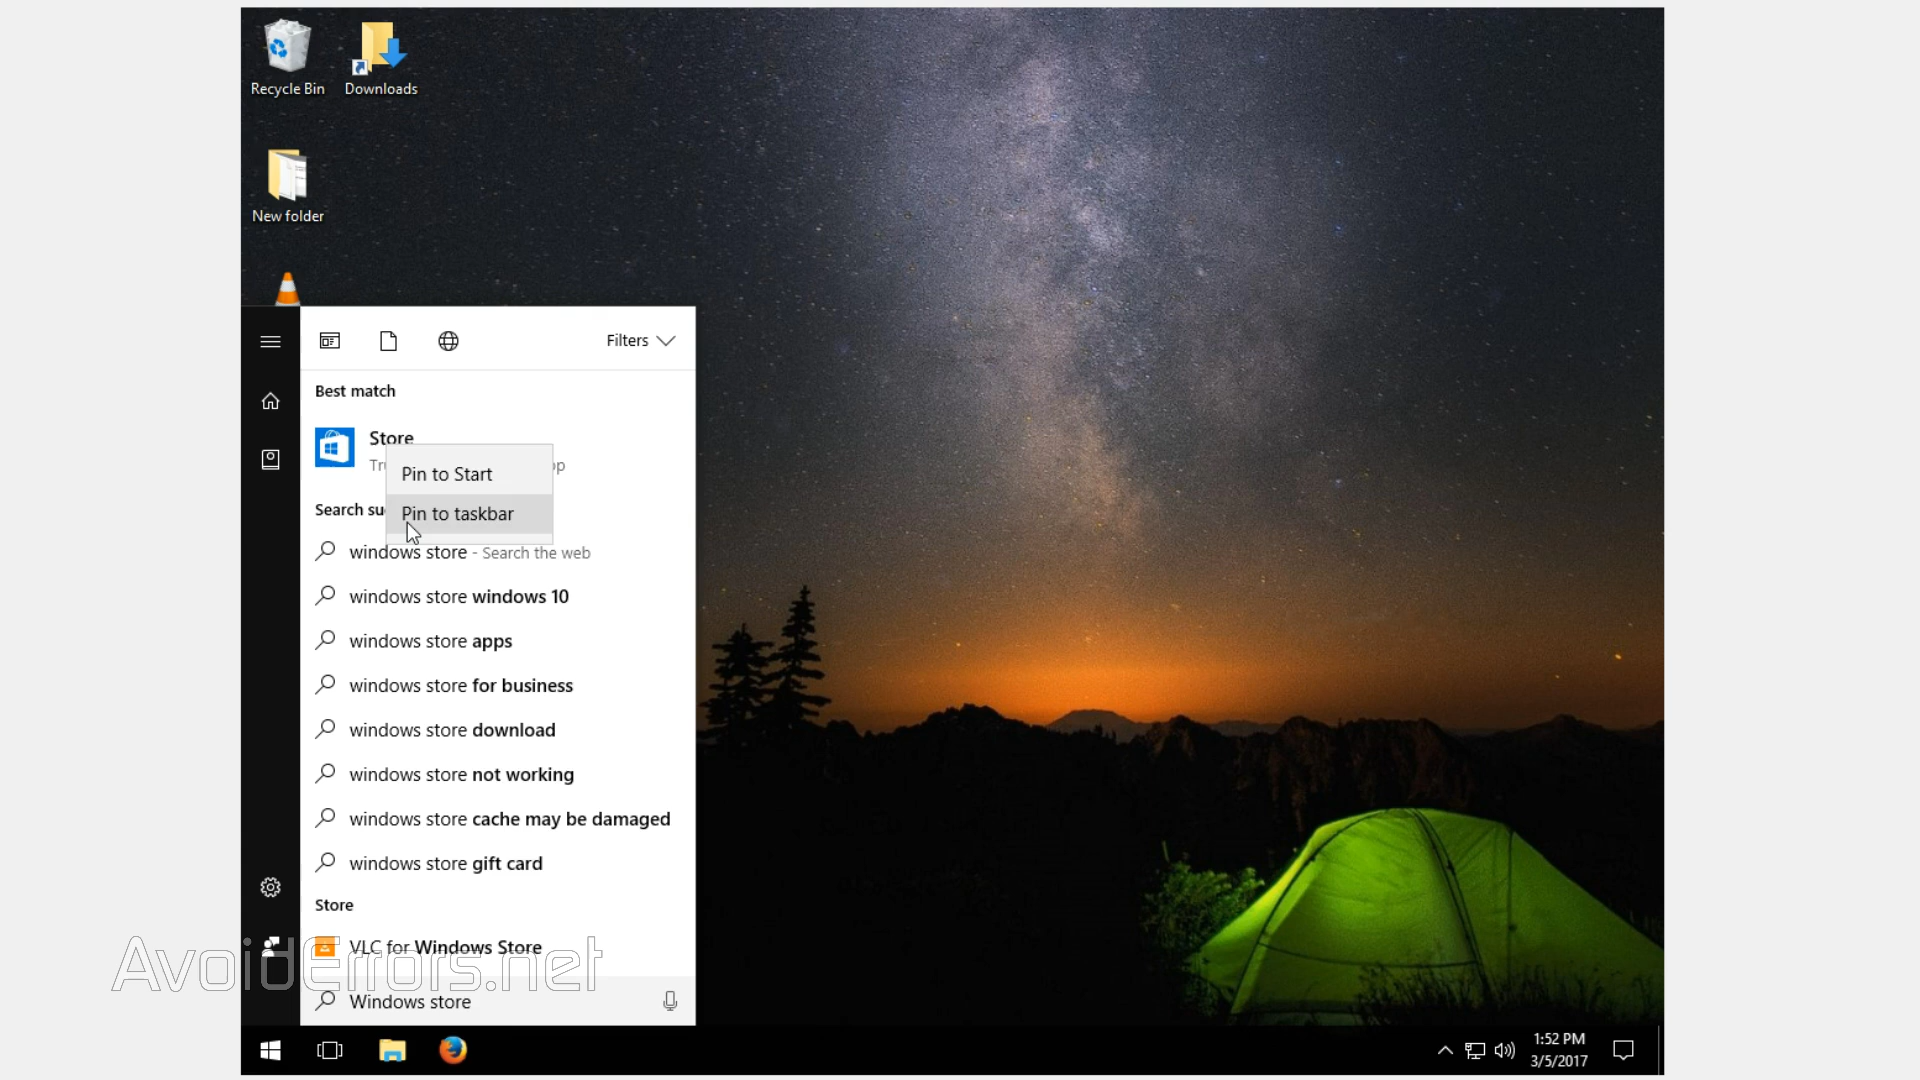 Recycle Bin
Downloads
New folder
Filters
Best match
Store
Tr
pp
Pin to Start
Search su
Pin to taskbar
windows store - Search the web
windows store windows 10
windows store apps
windows store for business
windows store download
windows store not working
windows store cache may be damaged
windows store gift card
Store
VLC for Windows Store
AvoidErrors.net
Windows store
1:52 PM
3/5/2017